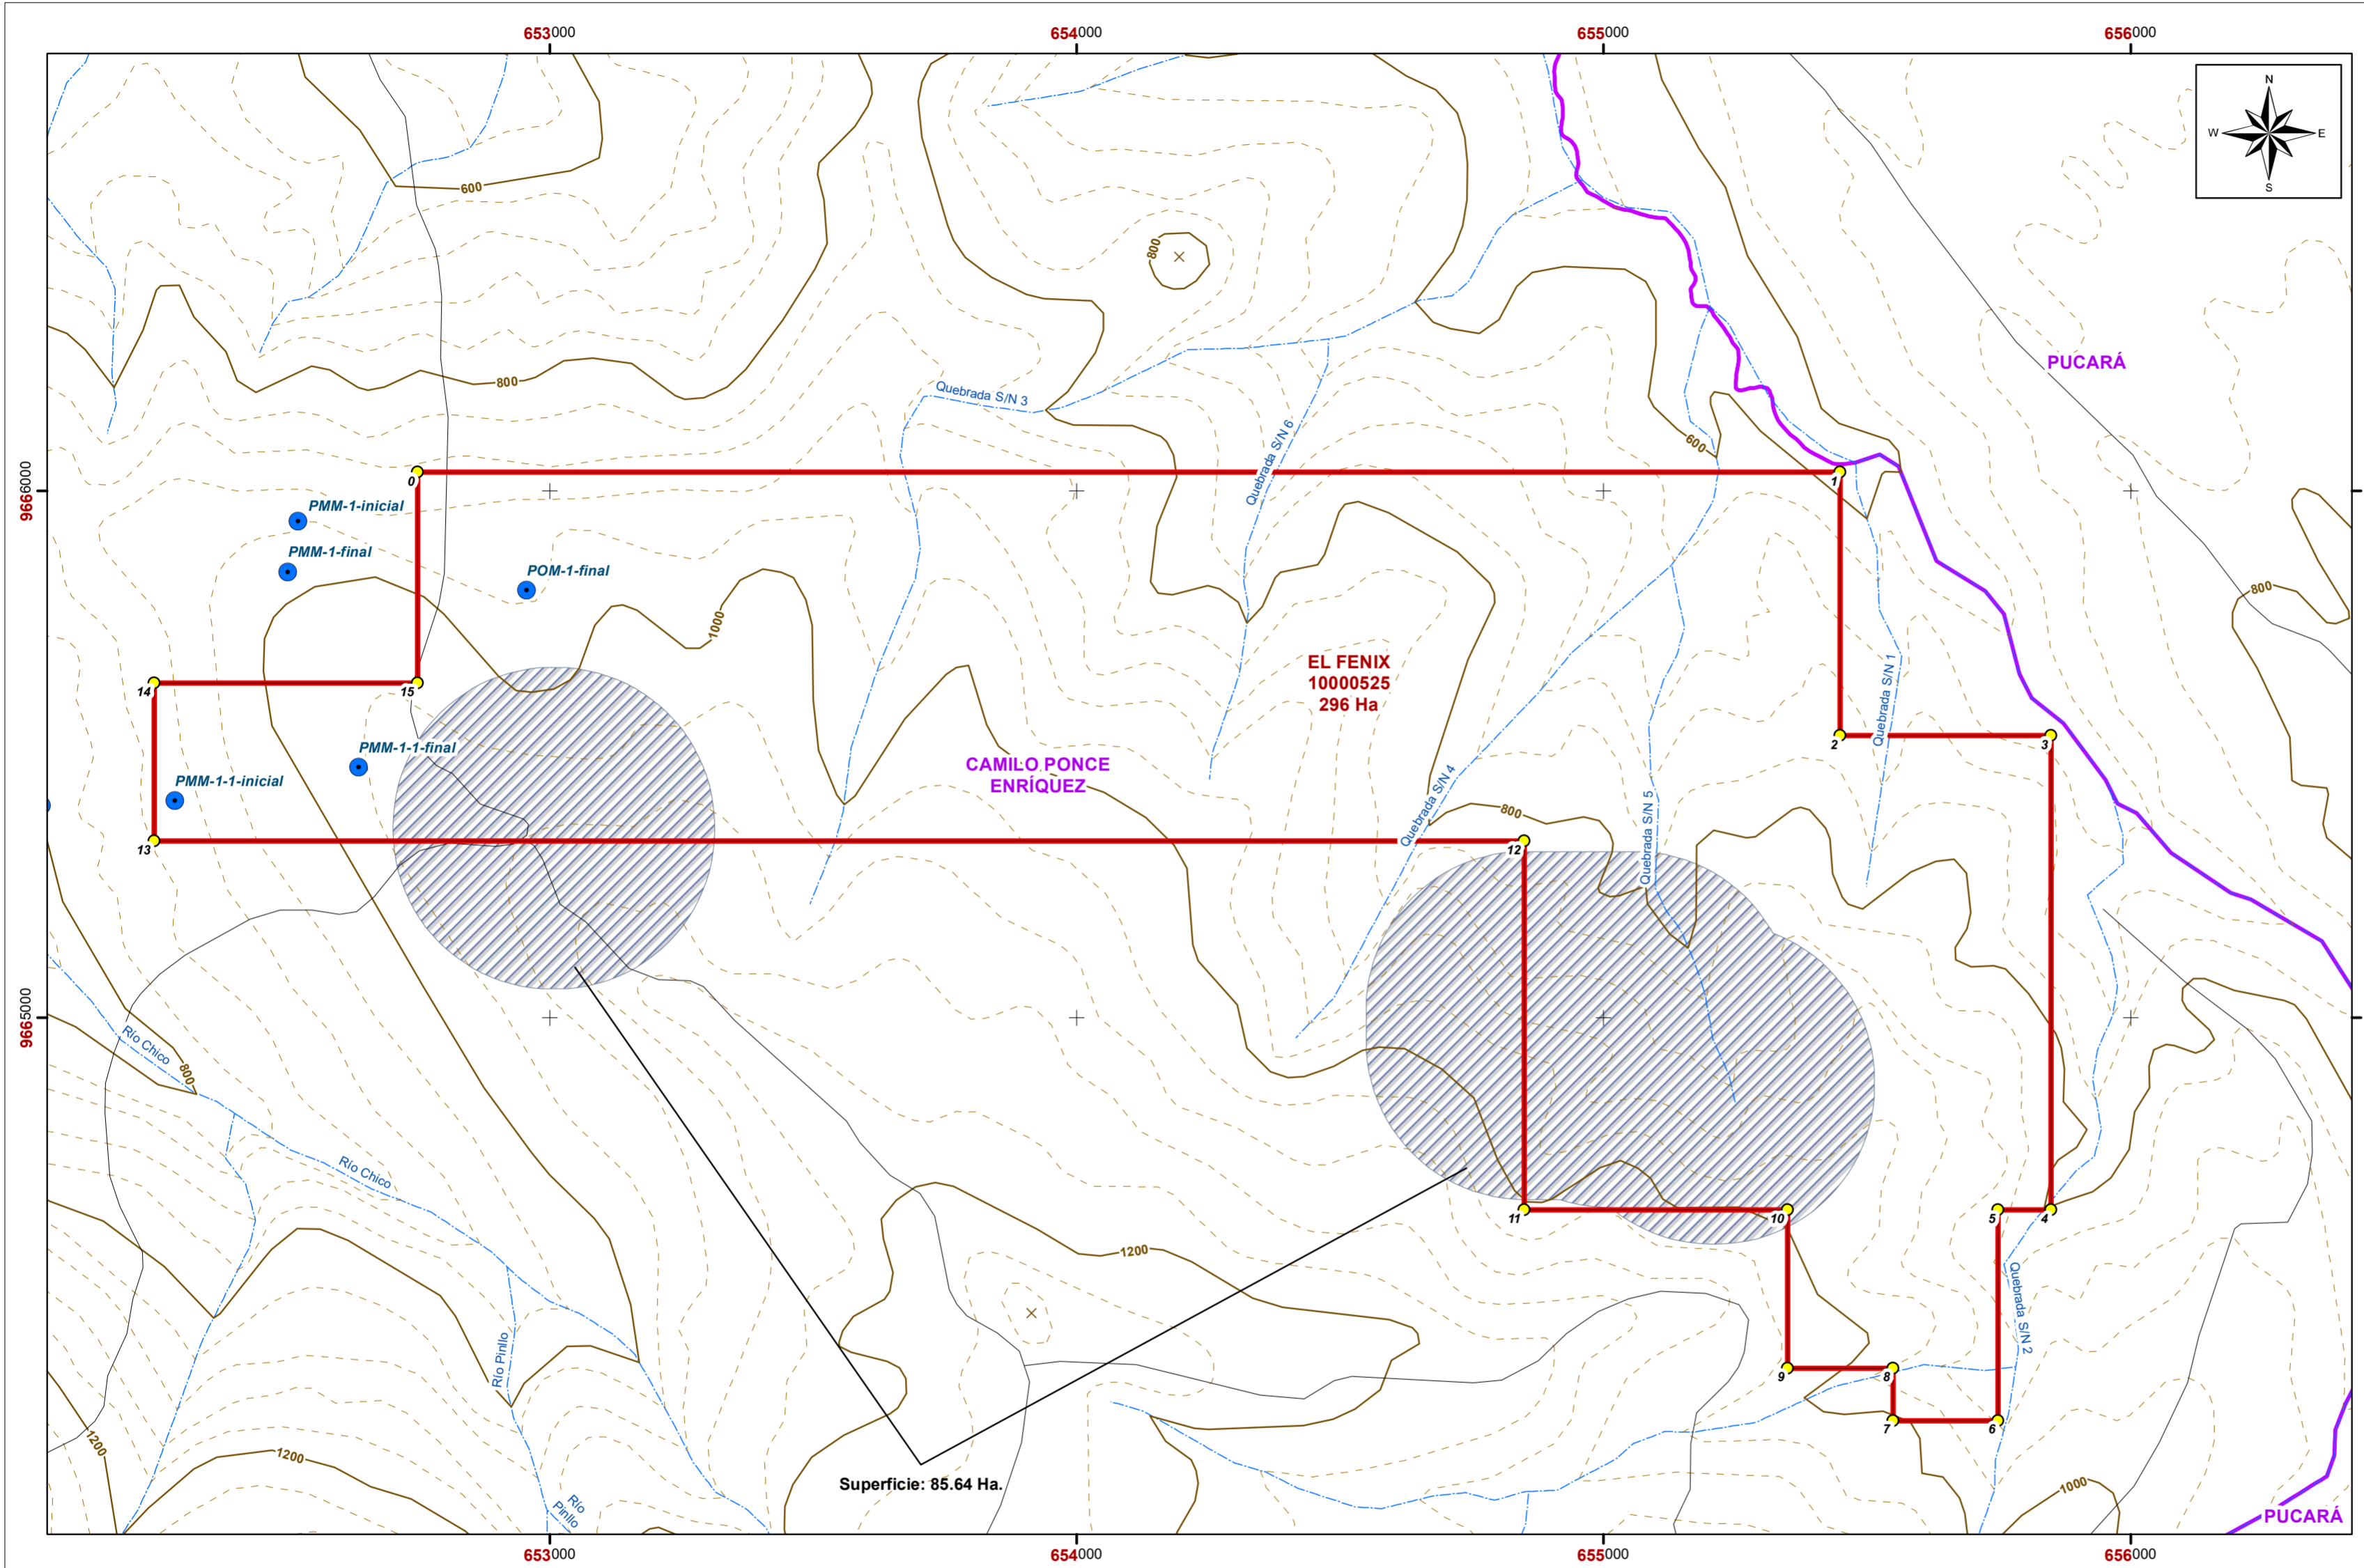 653000
654000
655000
656000
N
W E
S
600
800
PUCARÁ
800
Quebrada S/N 3
Quebrada S/N 6
600
9666000
0
1
PMM-1-inicial
PMM-1-final
POM-1-final
1000
800
EL FENIX
10000525
296 Ha
Quebrada S/N 1
14
15
2
3
PMM-1-1-final
CAMILO PONCE
ENRÍQUEZ
PMM-1-1-inicial
Quebrada S/N 4
Quebrada S/N 5
800
13
12
9665000
Río Chico
800
Río Chico
11
10
5
4
1200
Quebrada S/N 2
Río Pinllo
9
8
7
6
1200
1200
Superficie: 85.64 Ha.
Río
Pinllo
1000
PUCARÁ
653000
654000
655000
656000